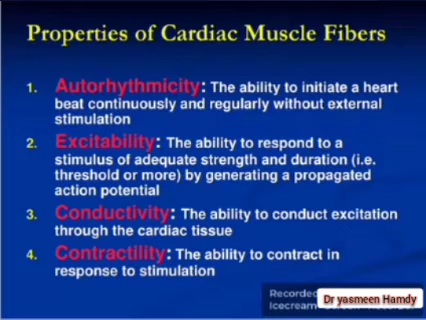 Properties of Cardiac Muscle Fibers
1. Autorhythmicity: The ability to initiate a heart
beat continuously and regularly without external
stimulation
2. Excitability: The ability to respond to a
stimulus of adequate strength and duration (i.e.
threshold or more) by generating a propagated
action potential
3. Conductivity: The ability to conduct excitation
through the cardiac tissue
4. Contractility: The ability to contract in
response to stimulation
Recorded
Icecream
Dr yasmeen Hamdy